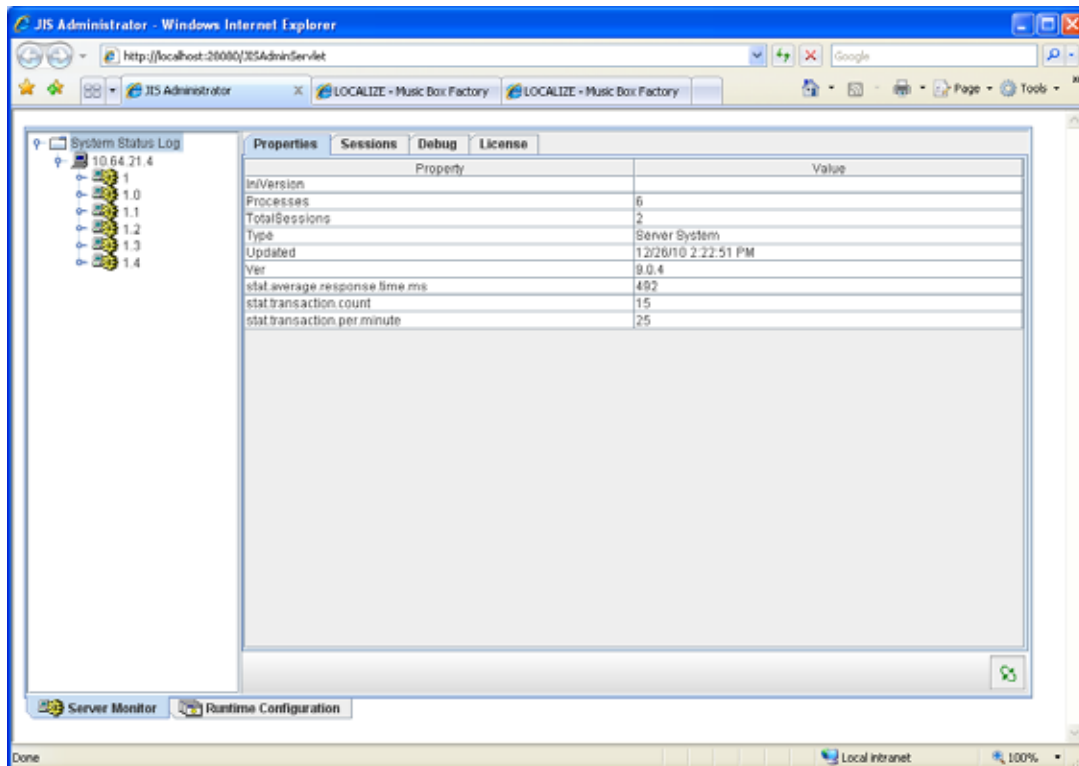 JIS Administrator - Windows Internet Explorer
http://localhost:28080/JISAdminServlet Google
JIS Administrator LOCALIZE - Music Box Factory LOCALIZE - Music Box Factory Page Tools
System Status Log
10.64.21.4
1
1.0
1.1
1.2
1.3
1.4
Properties Sessions Debug License
Property Value
IniVersion
Processes 6
TotalSessions 2
Type Server System
Updated 12/26/10 2:22:51 PM
Ver 9.0.4
stat.average.response.time.ms 492
stat.transaction.count 15
stat.transaction.per.minute 25
Server Monitor Runtime Configuration
Done Local intranet 100%